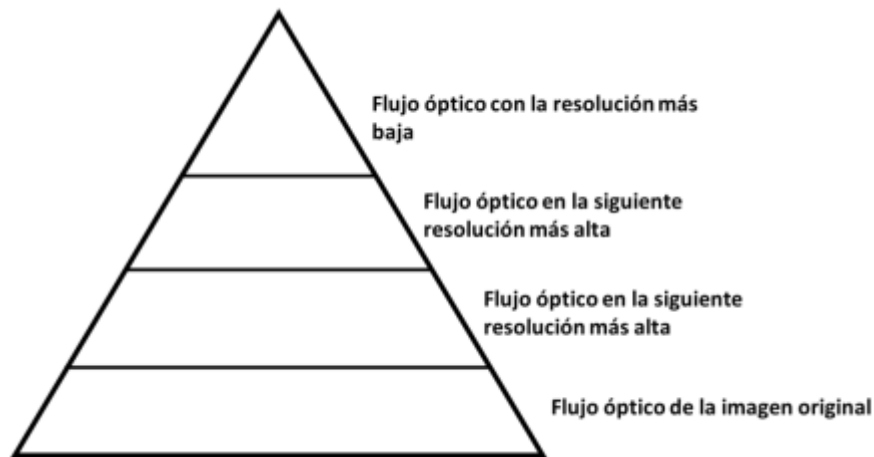 Flujo óptico con la resolución más
baja
Flujo óptico en la siguiente
resolución más alta
Flujo óptico en la siguiente
resolución más alta
Flujo óptico de la imagen original